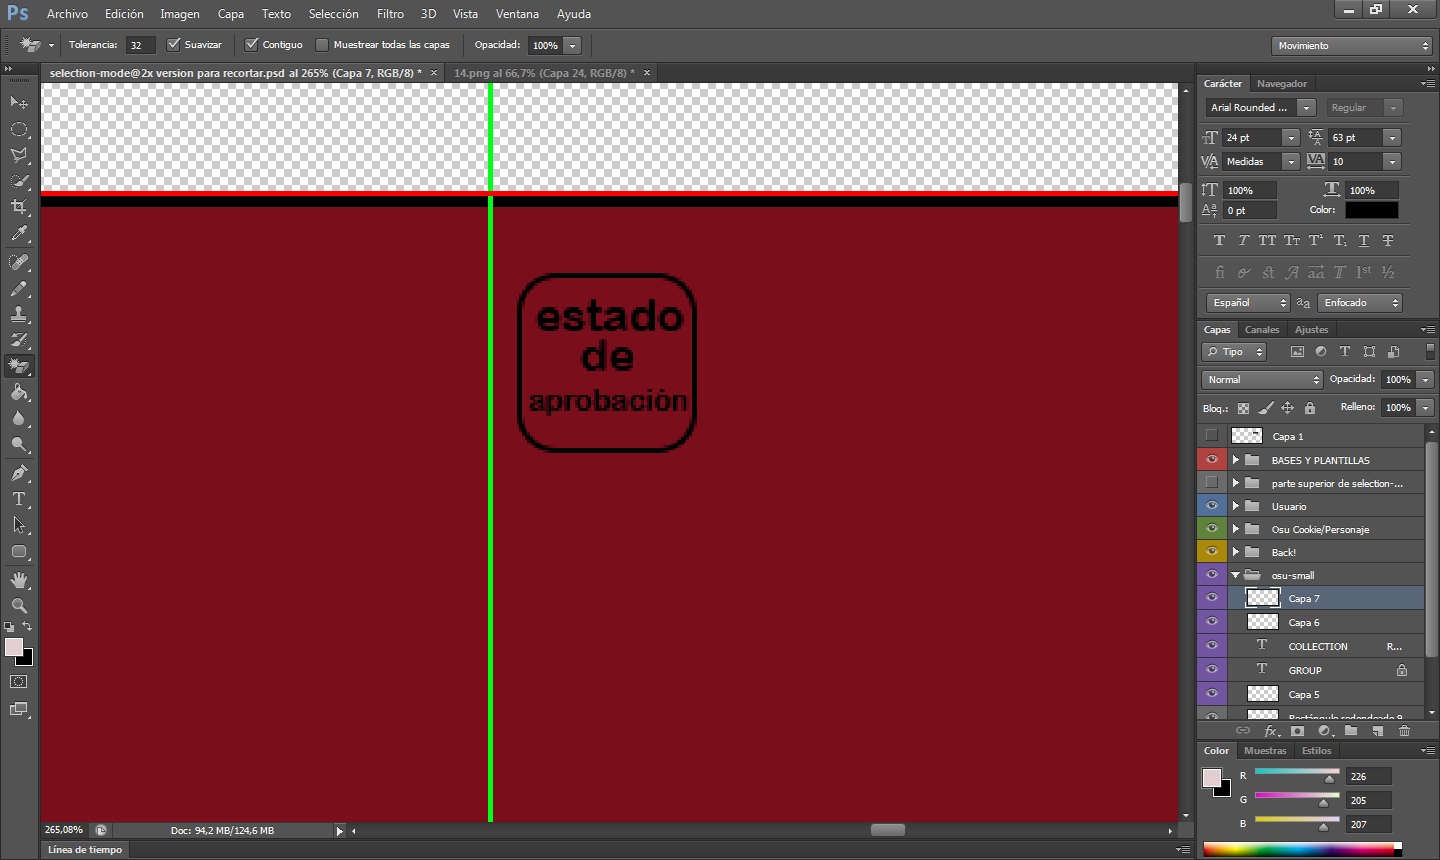 Ps Archivo Edición Imagen Capa Texto Selección Filtro 3D Vista Ventana Ayuda
Tolerancia: 32 Suavizar Contiguo Muestrear todas las capas Opacidad: 100% Movimiento
selection-mode@2x version para recortar.psd al 265% (Capa 7, RGB/8) * × 14.png al 66,7% (Capa 24, RGB/8) * ×
estado
de
aprobación
265,08% Doc: 94,2 MB/124,6 MB
Línea de tiempo
Carácter Navegador
Arial Rounded ... Regular
24 pt 63 pt
Medidas 10
100% 100%
0 pt Color:
Español Enfocado
Capas Canales Ajustes
Tipo
Normal Opacidad: 100%
Bloq.: Relleno: 100%
Capa 1
BASES Y PLANTILLAS
parte superior de selection-...
Usuario
Osu Cookie/Personaje
Back!
osu-small
Capa 7
Capa 6
COLLECTION R...
GROUP
Capa 5
Rectángulo redondeado 9
Color Muestras Estilos
R 226
G 205
B 207